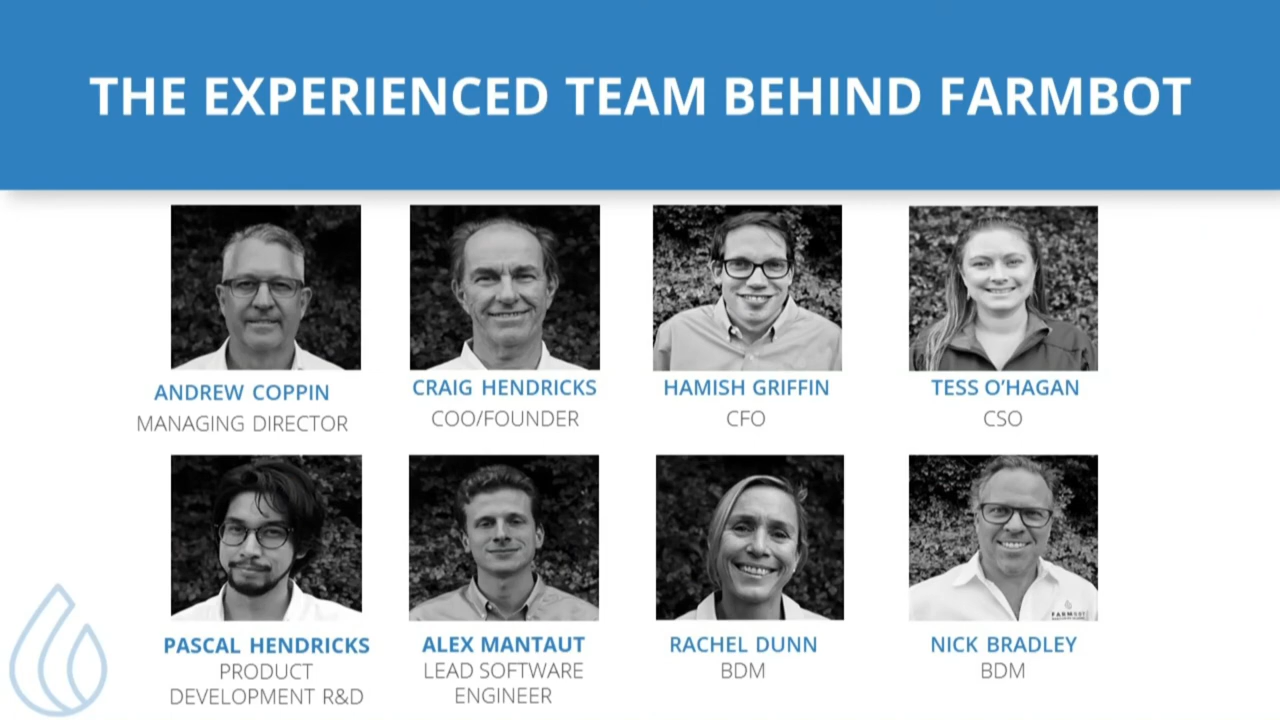 THE EXPERIENCED TEAM BEHIND FARMBOT
ANDREW COPPIN
MANAGING DIRECTOR
CRAIG HENDRICKS
COO/FOUNDER
HAMISH GRIFFIN
CFO
TESS O’HAGAN
CSO
PASCAL HENDRICKS
PRODUCT
DEVELOPMENT R&D
ALEX MANTAUT
LEAD SOFTWARE
ENGINEER
RACHEL DUNN
BDM
FARMBOT
NICK BRADLEY
BDM